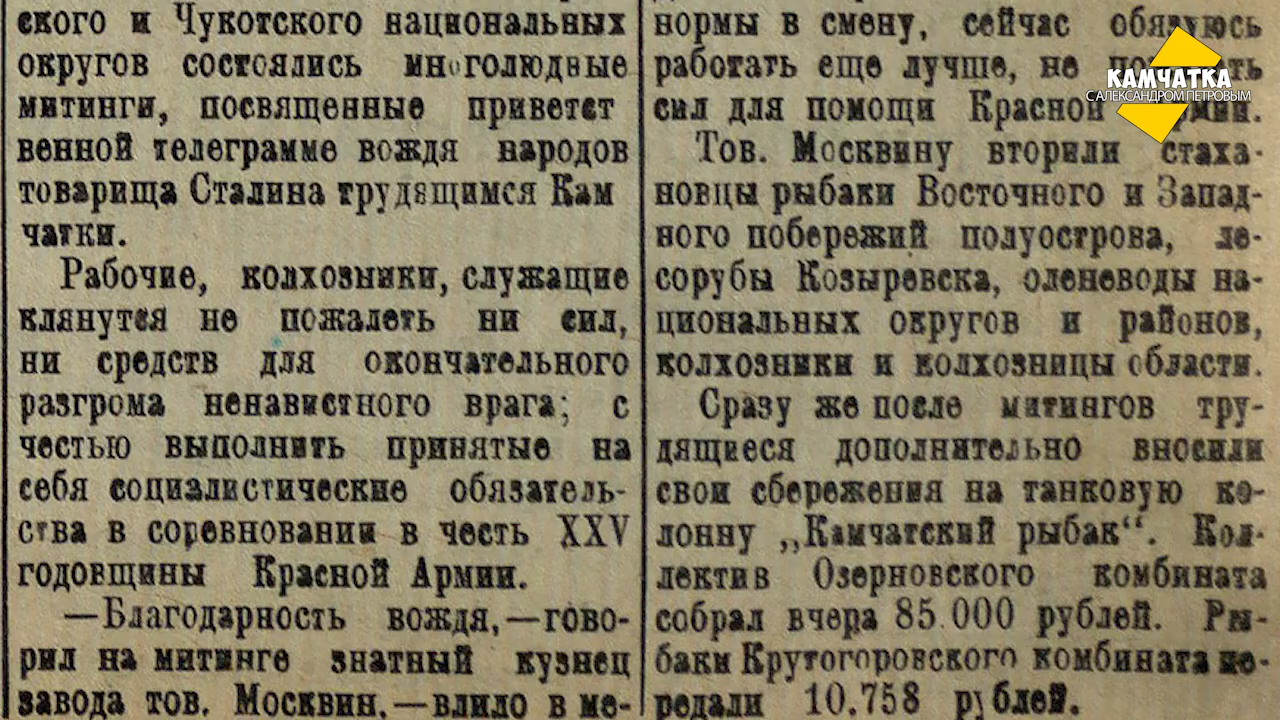 ского и Чукотского национальных
округов состоялись многолюдные
митинги, посвященные приветст
венной телеграмме вождя народов
товарища Сталина трудящимся Кам
чатки.
Рабочие, колхозники, служащие
клянутся не пожалеть ни сил,
ни средств для окончательного
разгрома ненавистного врага; с
честью выполнить принятые на
себя социалистические обязатель-
ства в соревновании в честь XXV
годовщины Красной Армии.
—Благодарность вождя,—гово-
рил на митинге знатный кузнец
завода тов. Москвин,—влило в ме-
нормы в смену, сейчас обязуюсь
работать еще лучше, не
сил для помощи Красной Армии.
Тов. Москвину вторили стаха-
новцы рыбаки Восточного и Запад-
ного побережий полуострова, ле-
сорубы Козыревска, оленеводы на-
циональных округов и районов,
колхозники и колхозницы области.
Сразу же после митингов тру-
дящиеся дополнительно вносили
свои сбережения на танковую ко-
лонну „Камчатский рыбак“. Кол-
лектив Озерновского комбината
собрал вчера 85.000 рублей. Ры-
баки Крутогоровского комбината пе-
редали 10.758 рублей.
КАМЧАТКА
С АЛЕКСАНДРОМ ПЕТРОВЫМ